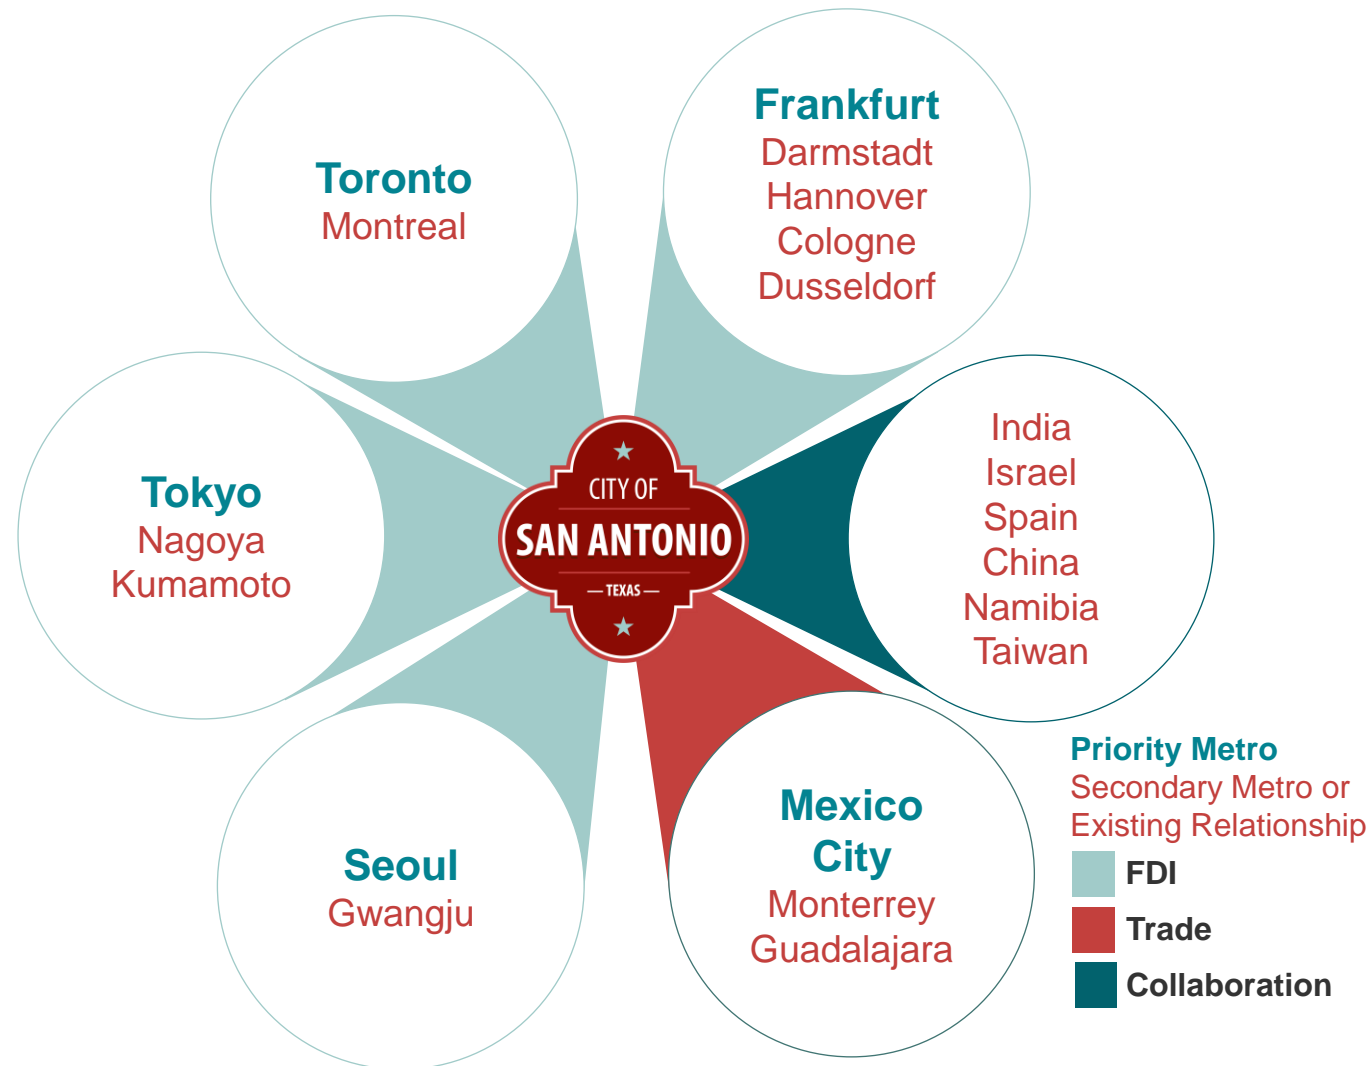 Toronto
Montreal
Frankfurt
Darmstadt
Hannover
Cologne
Dusseldorf
Tokyo
Nagoya
Kumamoto
CITY OF
SAN ANTONIO
— TEXAS —
India
Israel
Spain
China
Namibia
Taiwan
Seoul
Gwangju
Mexico
City
Monterrey
Guadalajara
Priority Metro
Secondary Metro or
Existing Relationship
FDI
Trade
Collaboration